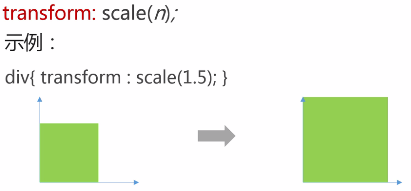 transform: scale(n);
示例：
div{ transform : scale(1.5); }